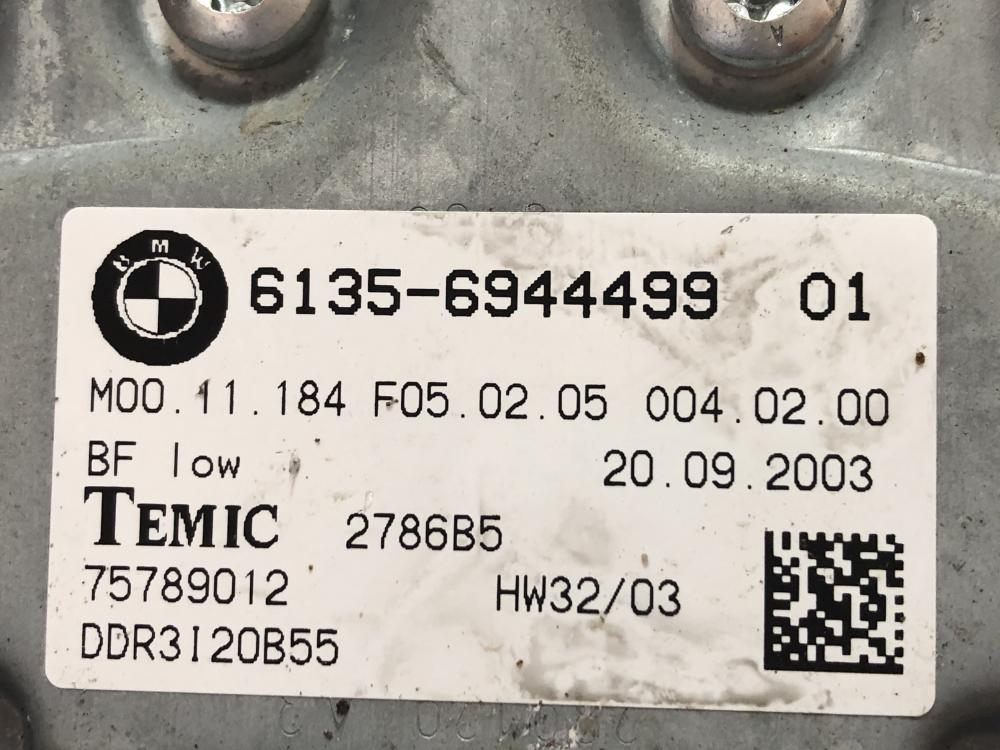 BMW
6135-6944499 01
M00.11.184 F05.02.05 004.02.00
BF low 20.09.2003
TEMIC 2786B5
75789012 HW32/03
DDR3I20B55